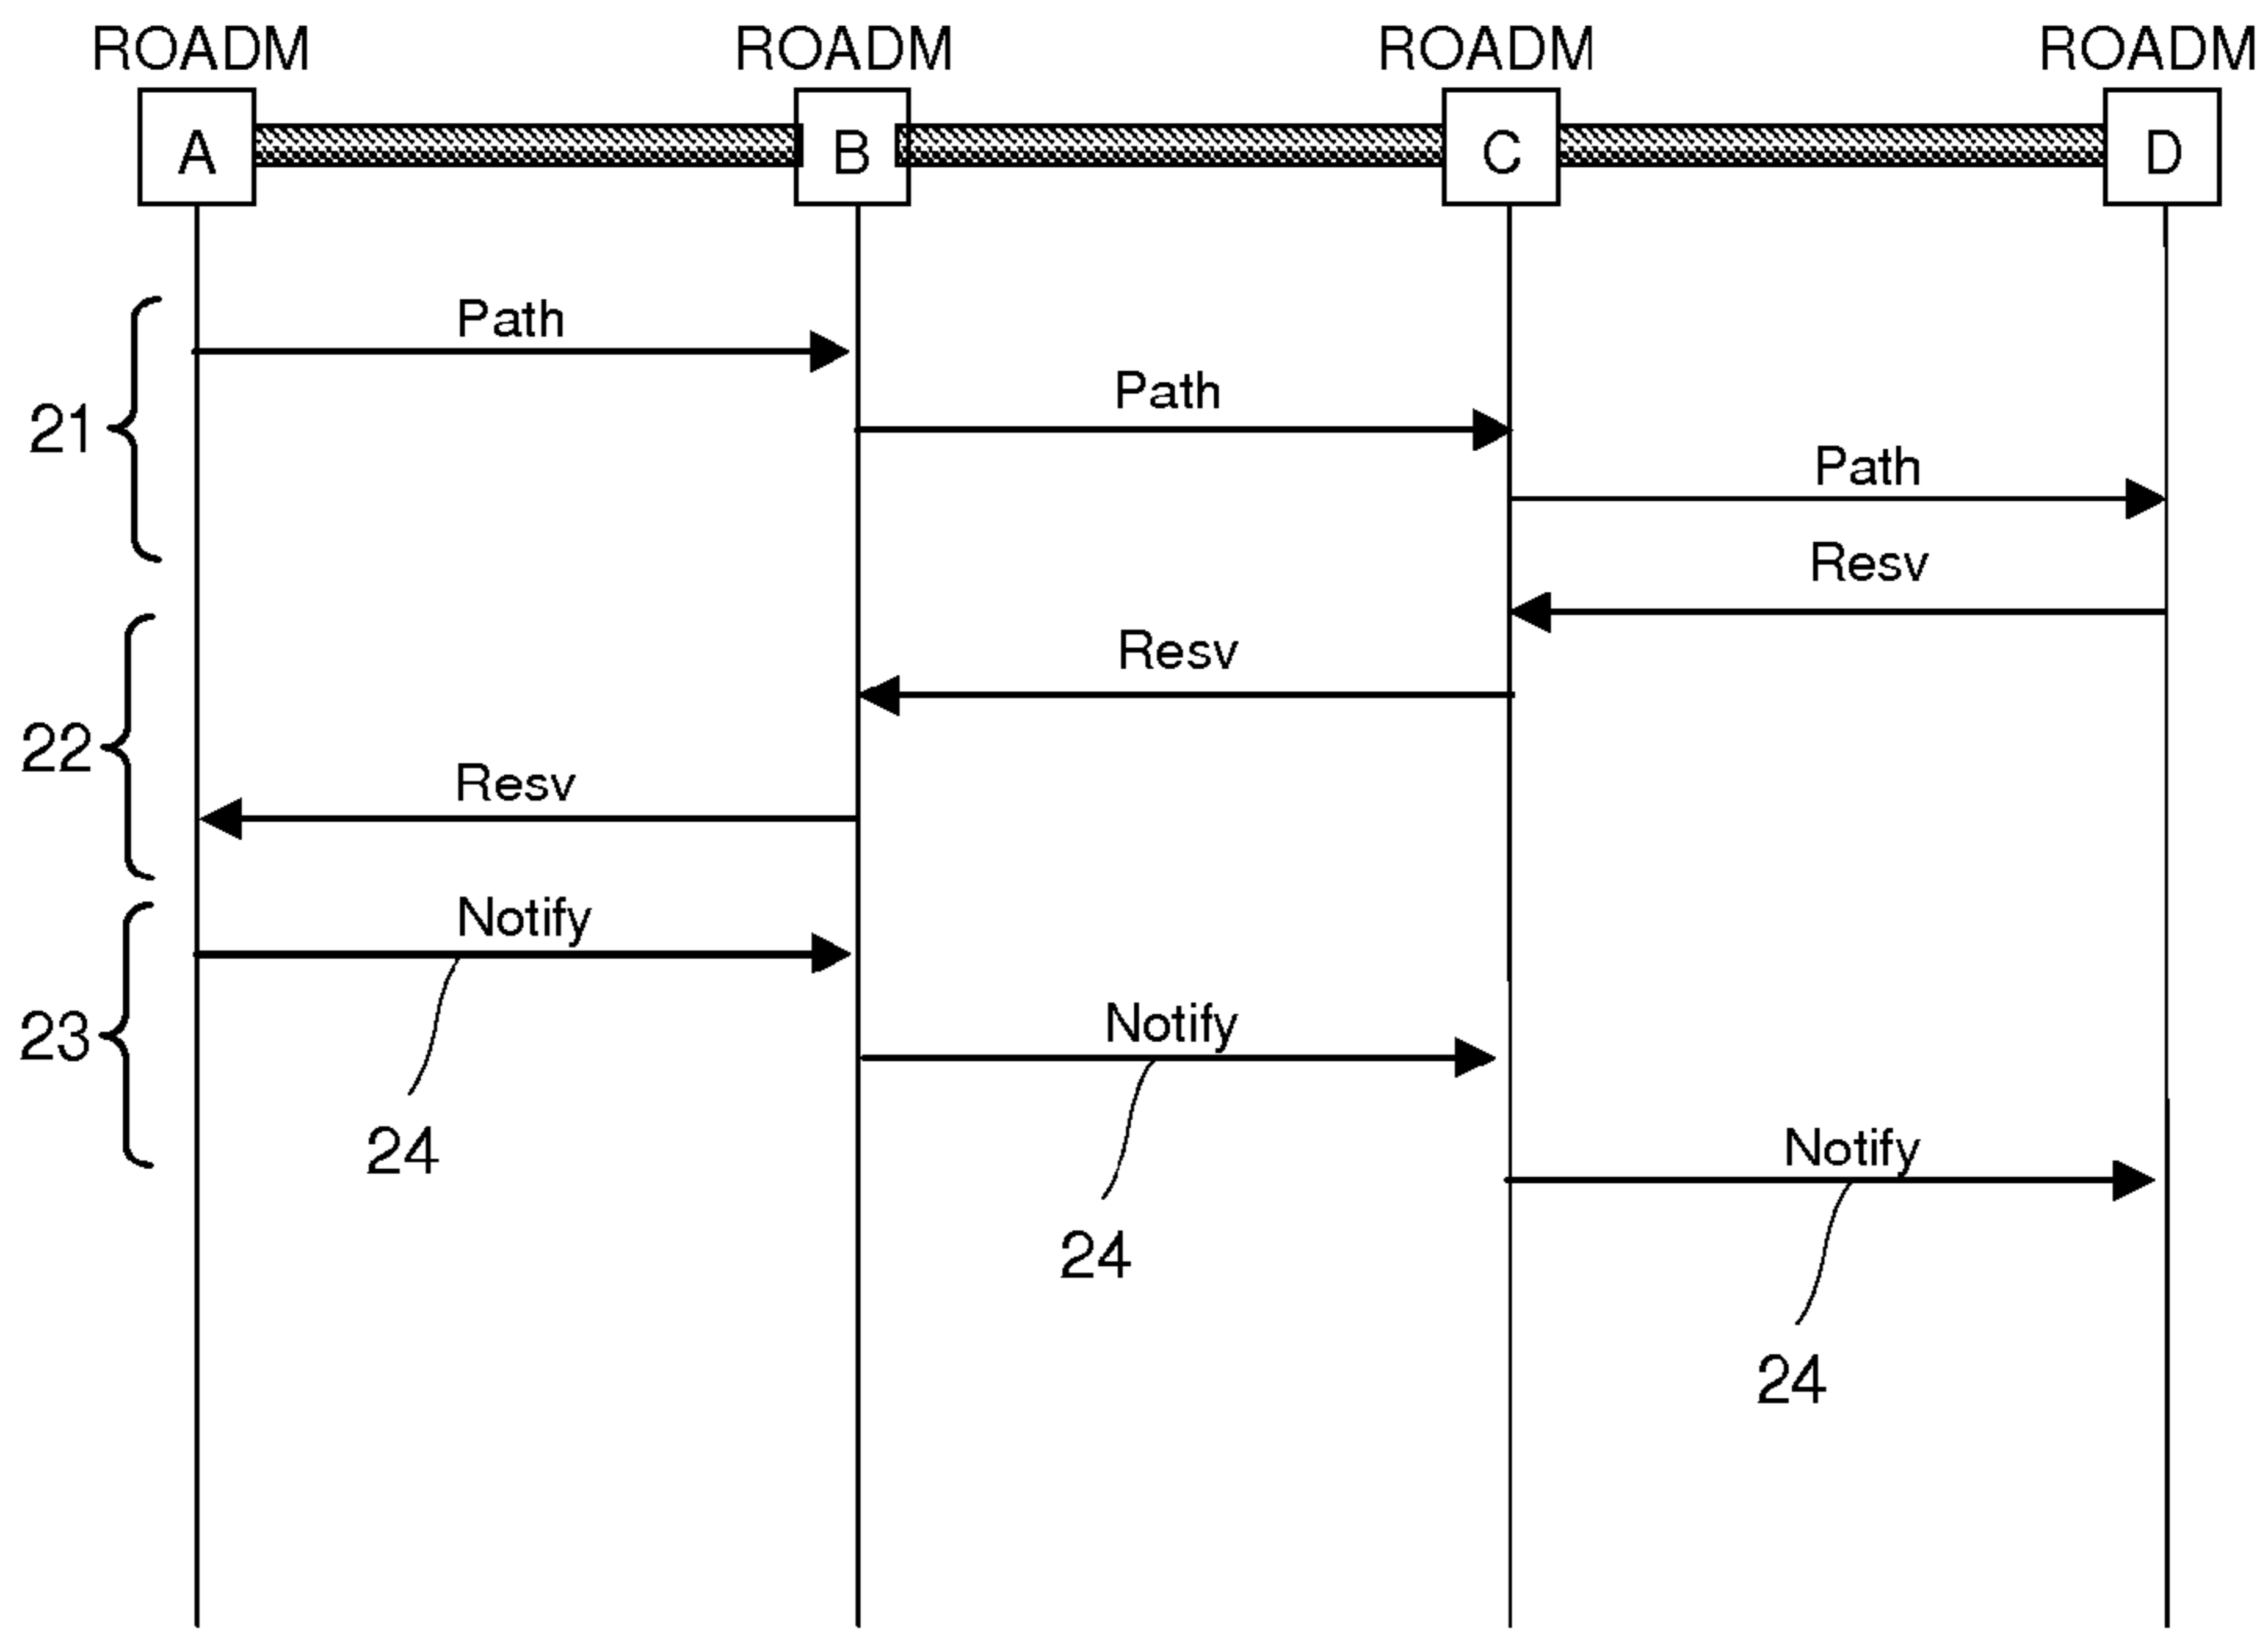 ROADM ROADM ROADM ROADM
A B C D
Path
Path
21
Path
Resv
Resv
22
Resv
Notify
Notify
23
24
Notify
24
24